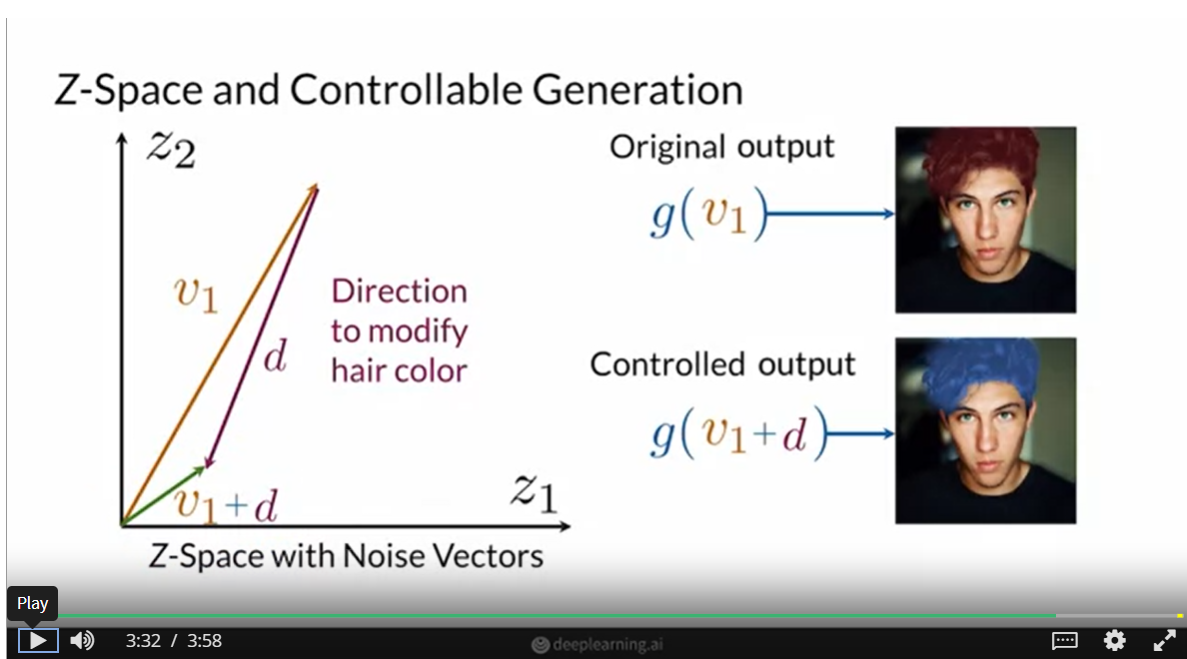 Z-Space and Controllable Generation
z2
v1
d
Direction
to modify
hair color
v1+d
z1
Z-Space with Noise Vectors
Original output
g(v1)
Controlled output
g(v1+d)
Play
3:32 / 3:58
deeplearning.ai